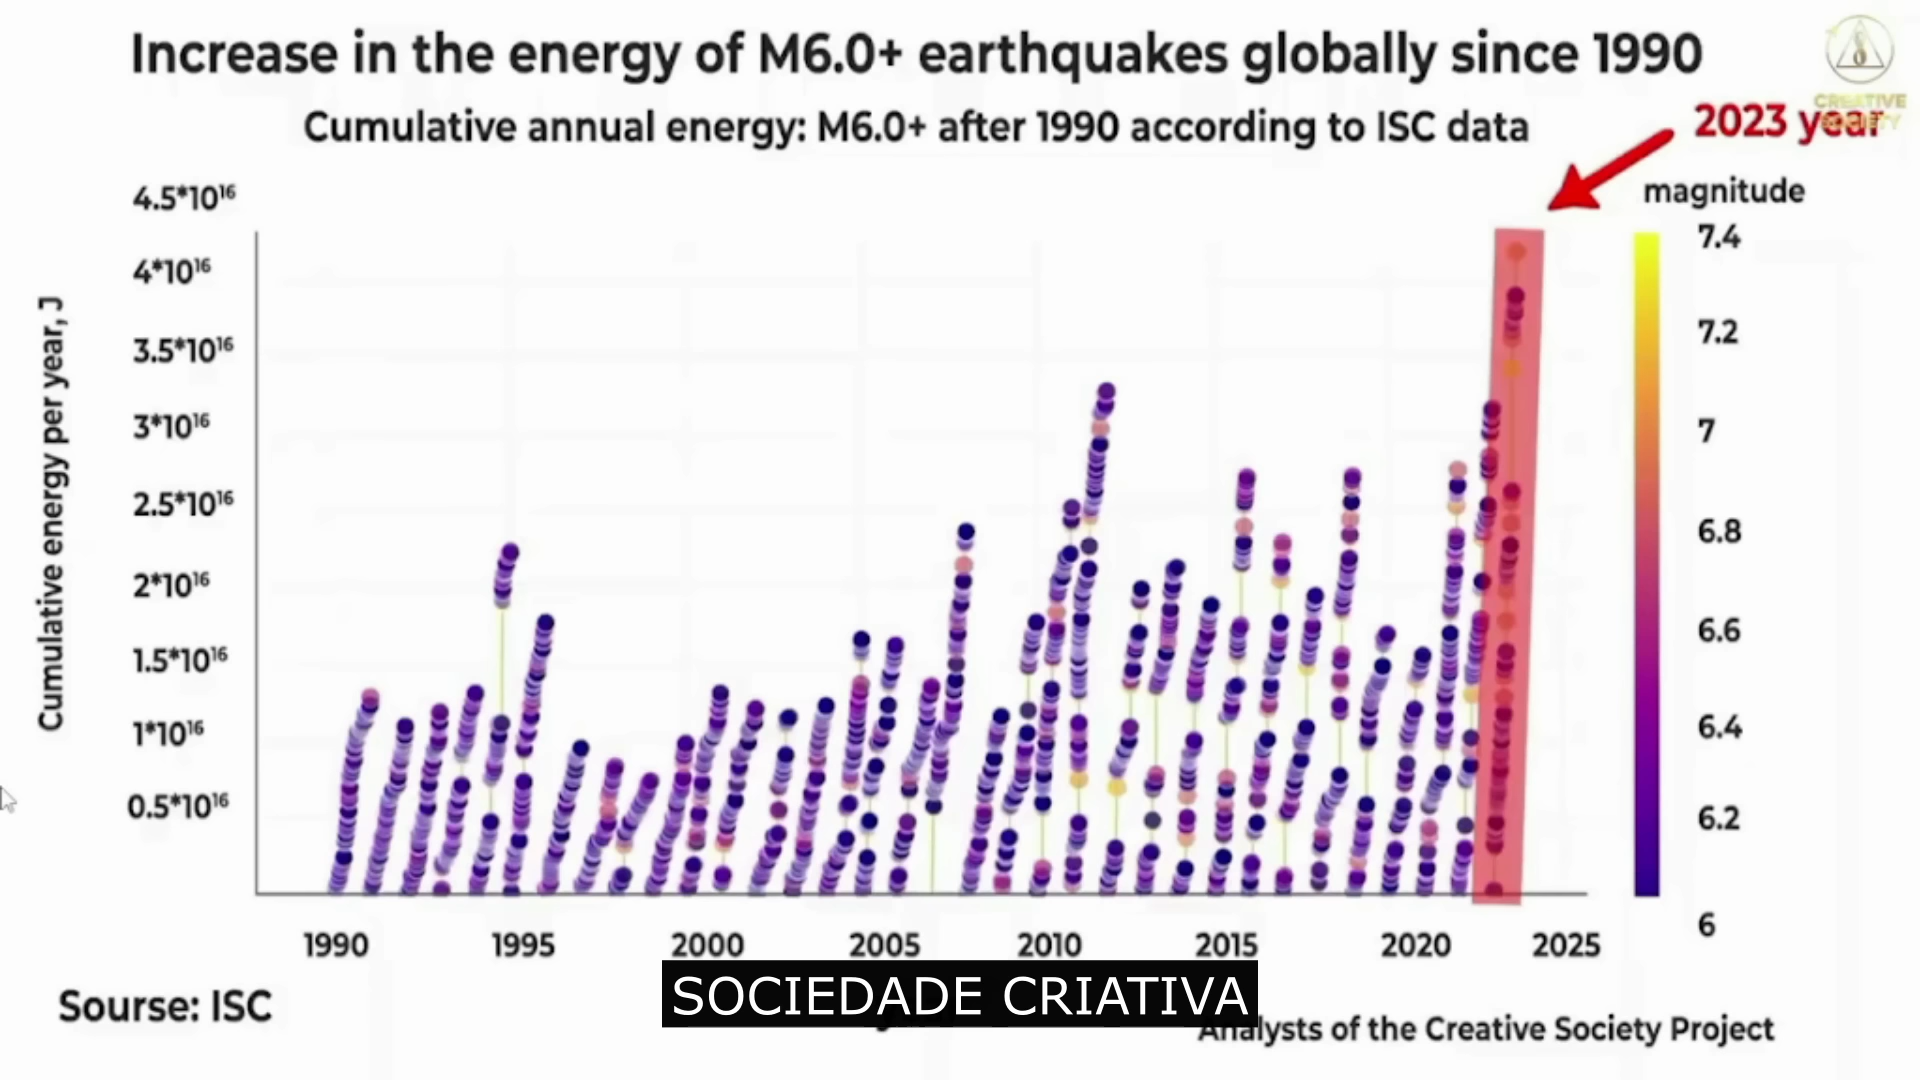 Increase in the energy of M6.0+ earthquakes globally since 1990
CREATIVE
SOCIETY
Cumulative annual energy: M6.0+ after 1990 according to ISC data
2023 year
magnitude
4.5*10¹⁶
4*10¹⁶
3.5*10¹⁶
3*10¹⁶
2.5*10¹⁶
2*10¹⁶
1.5*10¹⁶
1*10¹⁶
0.5*10¹⁶
Cumulative energy per year, J
7.4
7.2
7
6.8
6.6
6.4
6.2
6
1990 1995 2000 2005 2010 2015 2020 2025
SOCIEDADE CRIATIVA
Sourse: ISC
Analysts of the Creative Society Project